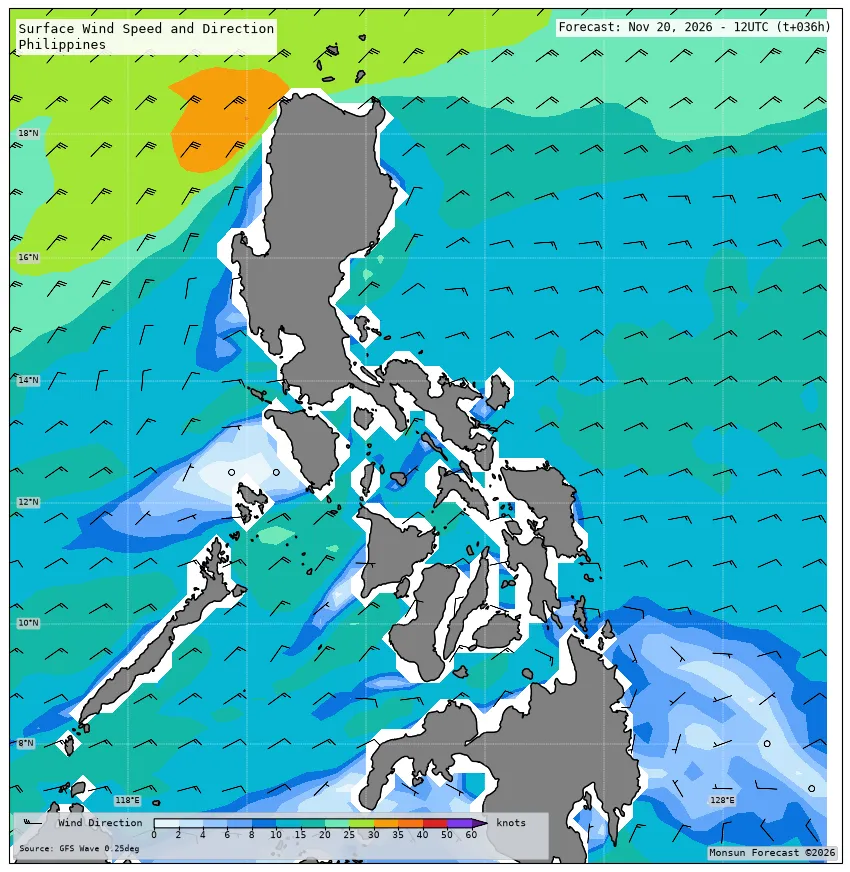 Surface Wind Speed and Direction
Philippines
Forecast: Nov 20, 2026 - 12UTC (t+036h)
18°N
16°N
14°N
12°N
10°N
8°N
118°E
128°E
Wind Direction
knots
0 2 4 6 8 10 15 20 25 30 35 40 50 60
Source: GFS Wave 0.25deg
Monsun Forecast ©2026